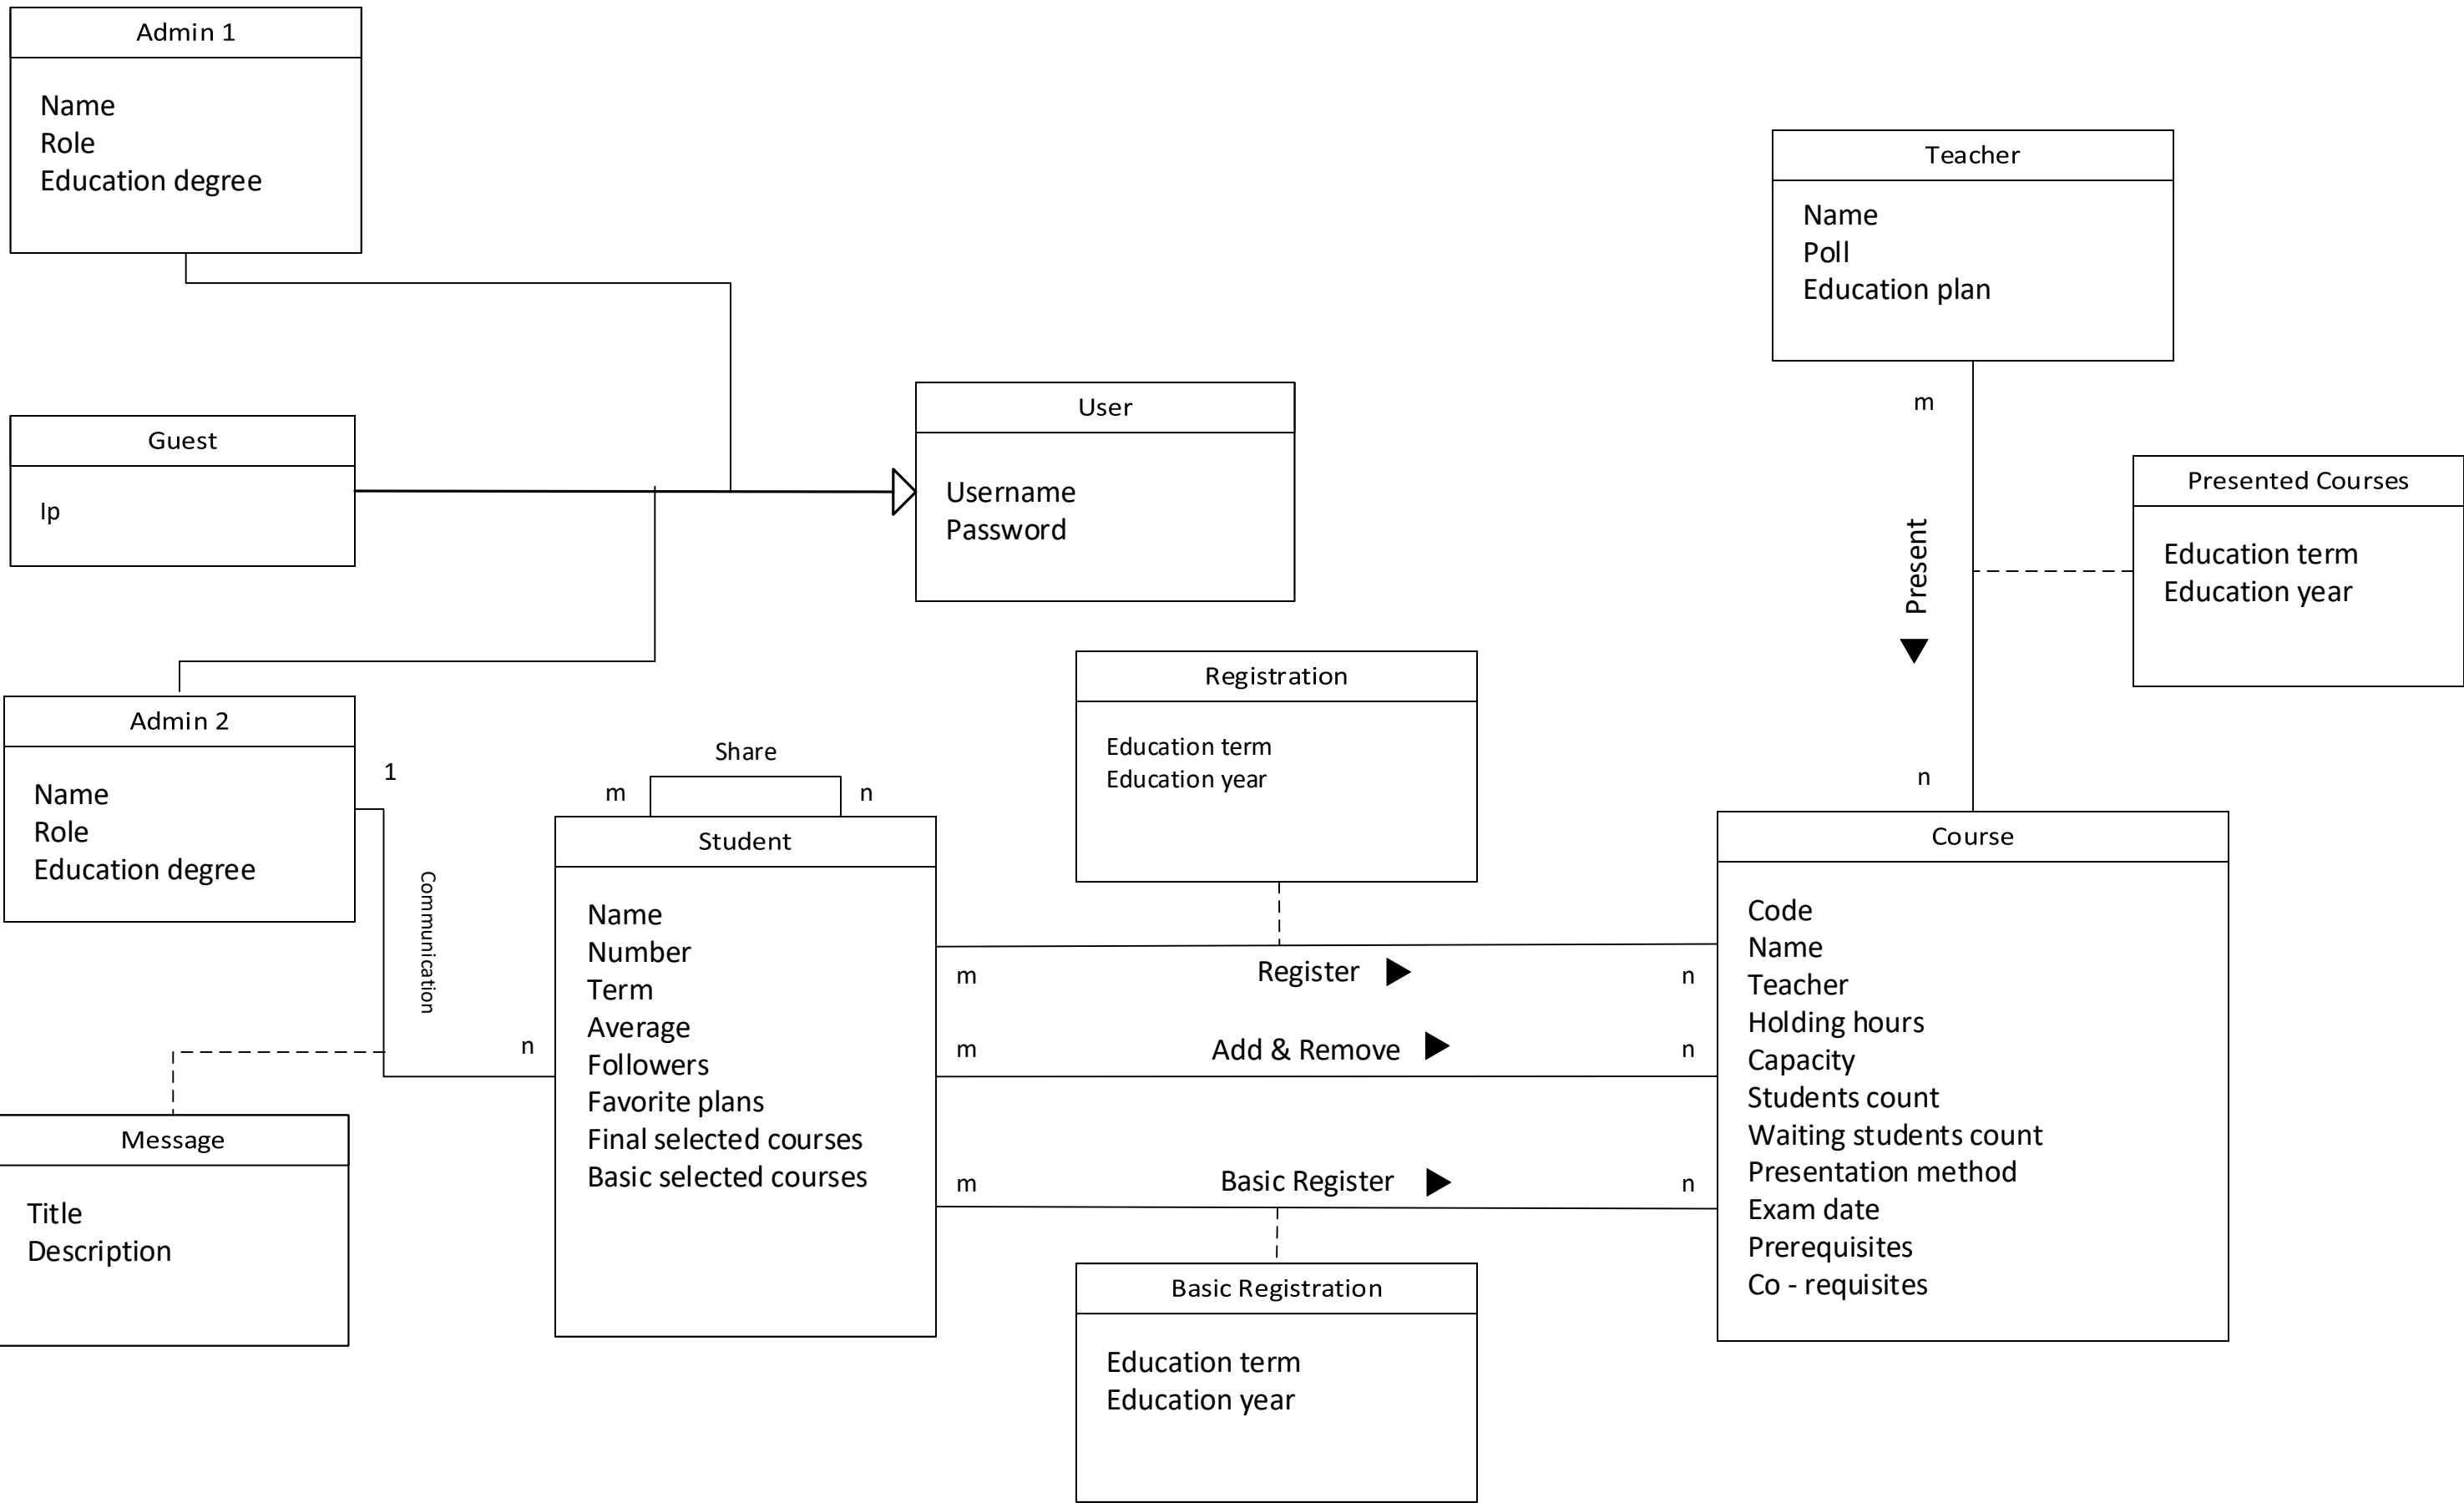 Admin 1
Name
Role
Education degree
Teacher
Name
Poll
Education plan
m
Present
n
Presented Courses
Education term
Education year
Guest
Ip
User
Username
Password
Admin 2
Name
Role
Education degree
1
Communication
n
Message
Title
Description
Share
m n
Student
Name
Number
Term
Average
Followers
Favorite plans
Final selected courses
Basic selected courses
Registration
Education term
Education year
m Register n
m Add & Remove n
m Basic Register n
Basic Registration
Education term
Education year
Course
Code
Name
Teacher
Holding hours
Capacity
Students count
Waiting students count
Presentation method
Exam date
Prerequisites
Co - requisites